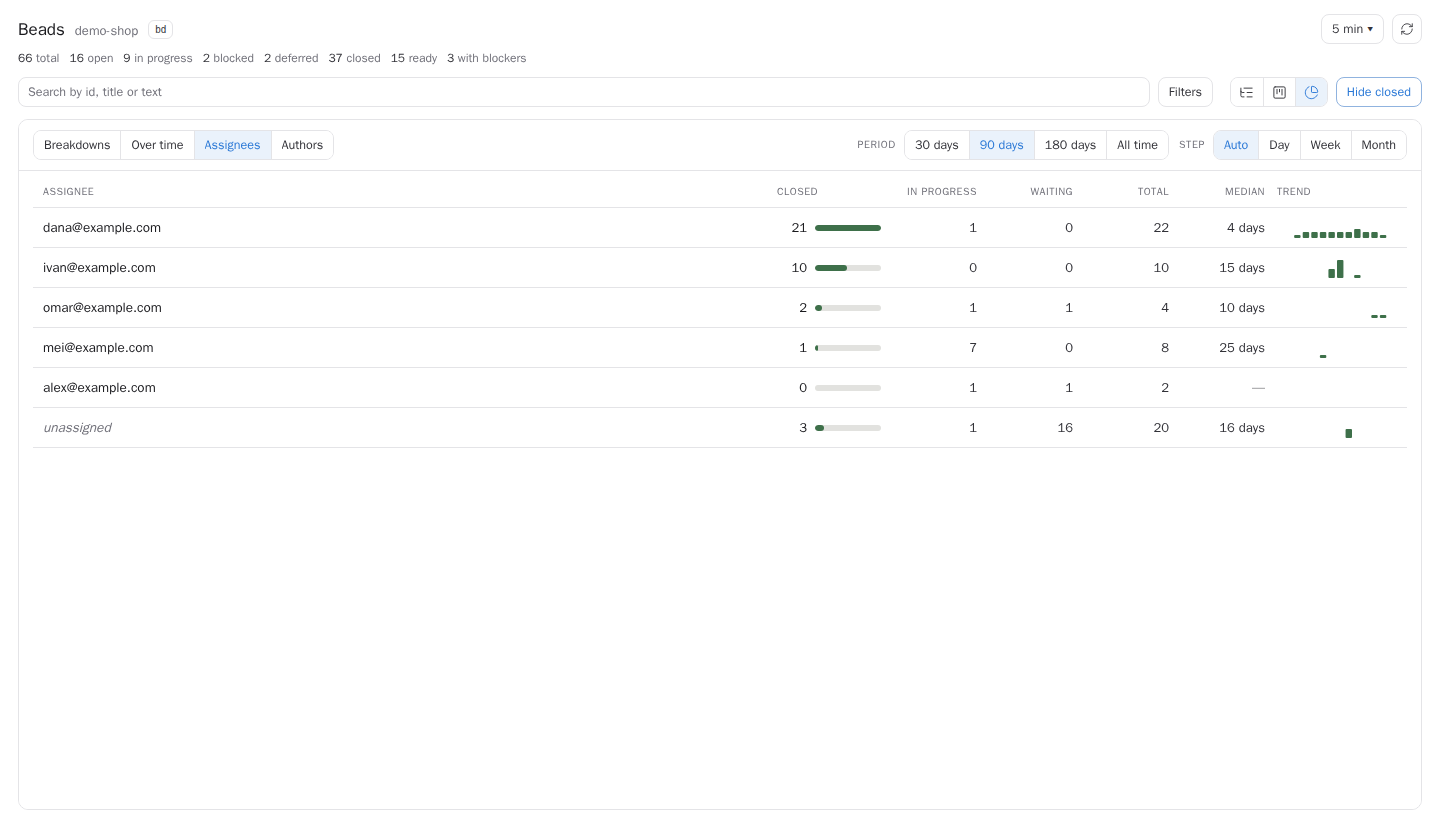 Beads demo-shop bd 5 min
66 total 16 open 9 in progress 2 blocked 2 deferred 37 closed 15 ready 3 with blockers
Search by id, title or text Filters Hide closed
Breakdowns Over time Assignees Authors PERIOD 30 days 90 days 180 days All time STEP Auto Day Week Month
ASSIGNEE CLOSED IN PROGRESS WAITING TOTAL MEDIAN TREND
dana@example.com 21 1 0 22 4 days
ivan@example.com 10 0 0 10 15 days
omar@example.com 2 1 1 4 10 days
mei@example.com 1 7 0 8 25 days
alex@example.com 0 1 1 2 —
unassigned 3 1 16 20 16 days